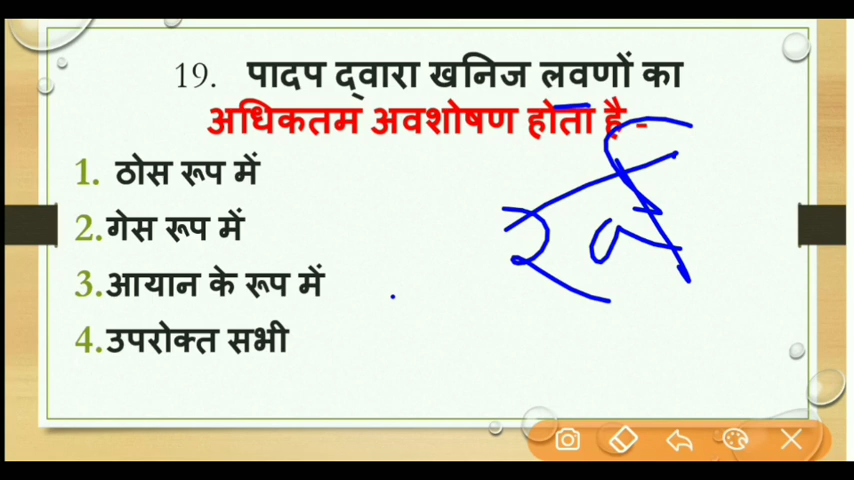 19. पादप द्वारा खनिज लवणों का
अधिकतम अवशोषण होता है -
1. ठोस रूप में
2. गेस रूप में
3. आयान के रूप में
4. उपरोक्त सभी